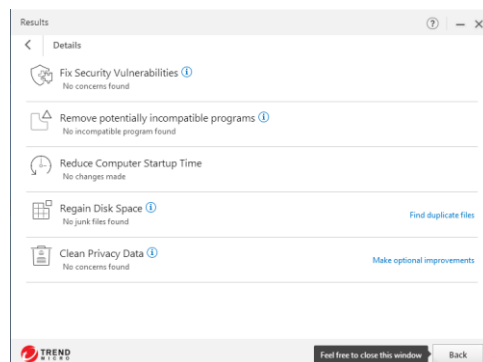 Results
Details
Fix Security Vulnerabilities
No concerns found
Remove potentially incompatible programs
No incompatible program found
Reduce Computer Startup Time
No changes made
Regain Disk Space
No junk files found
Find duplicate files
Clean Privacy Data
No concerns found
Make optional improvements
TREND
MICRO
Feel free to close this window
Back